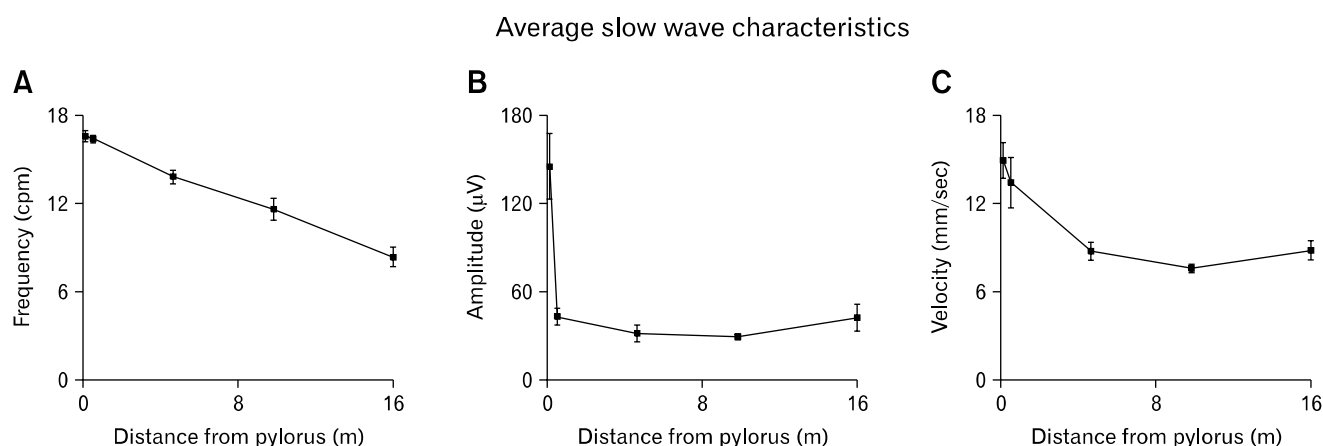 Average slow wave characteristics
A
18
12
6
0
Frequency (cpm)
0 8 16
Distance from pylorus (m)
B
180
120
60
0
Amplitude (μV)
0 8 16
Distance from pylorus (m)
C
18
12
6
0
Velocity (mm/sec)
0 8 16
Distance from pylorus (m)